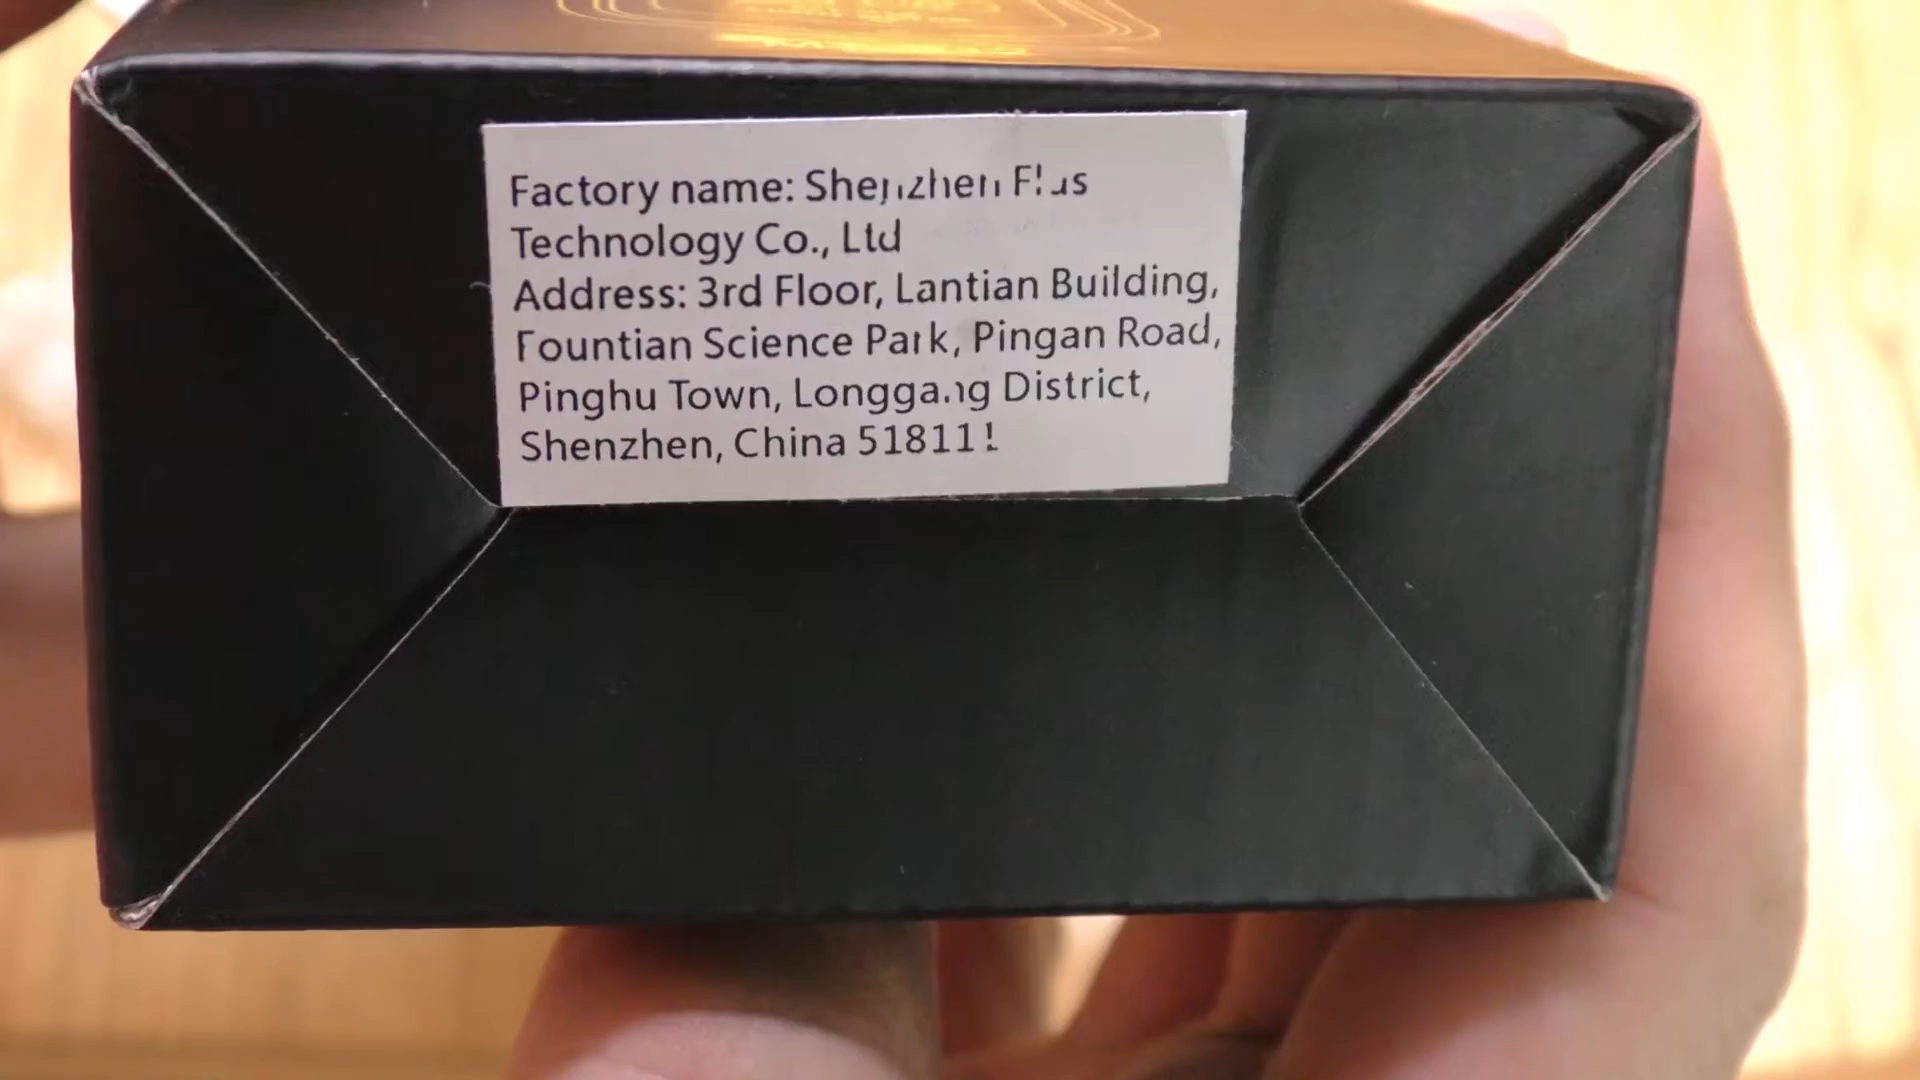 Factory name: Shenzhen
Technology Co., Ltd
Address: 3rd Floor, Lantian Building,
Fountian Science Park, Pingan Road,
Pinghu Town, Longgang District,
Shenzhen, China